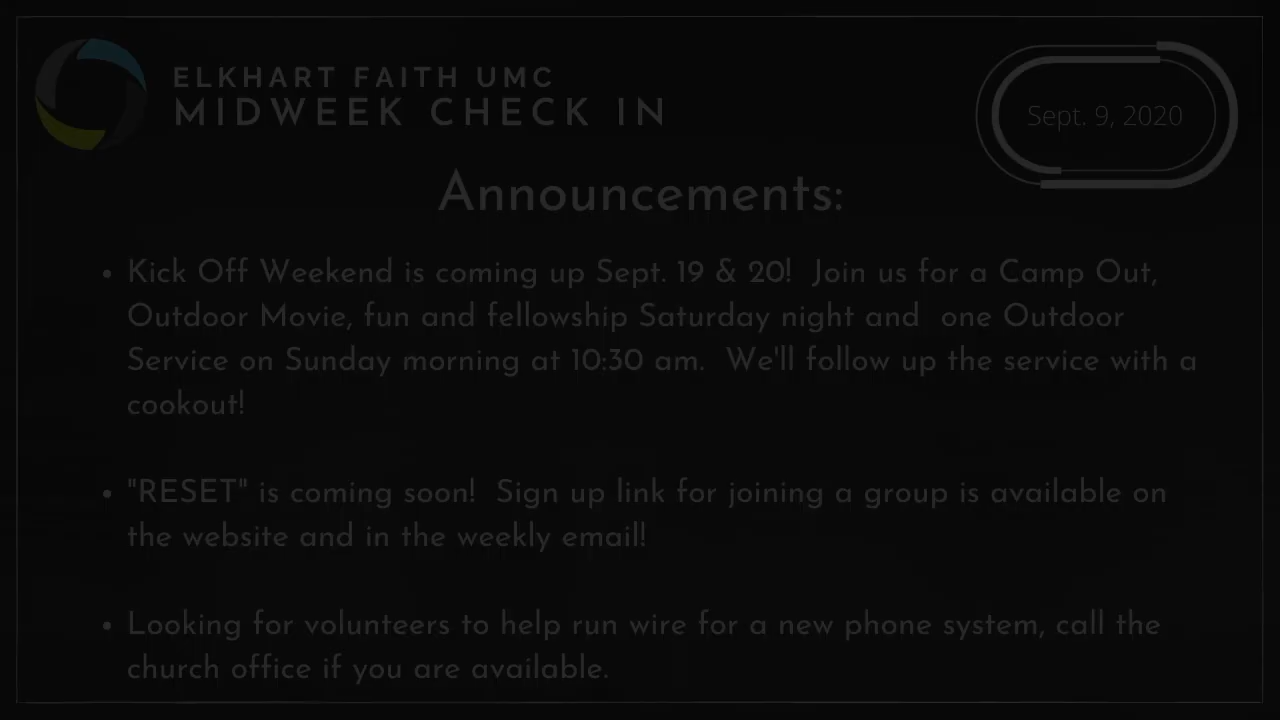 ELKHART FAITH UMC
MIDWEEK CHECK IN
Sept. 9, 2020
Announcements:
• Kick Off Weekend is coming up Sept. 19 & 20!  Join us for a Camp Out,
Outdoor Movie, fun and fellowship Saturday night and  one Outdoor
Service on Sunday morning at 10:30 am.  We'll follow up the service with a
cookout!
• "RESET" is coming soon!  Sign up link for joining a group is available on
the website and in the weekly email!
• Looking for volunteers to help run wire for a new phone system, call the
church office if you are available.